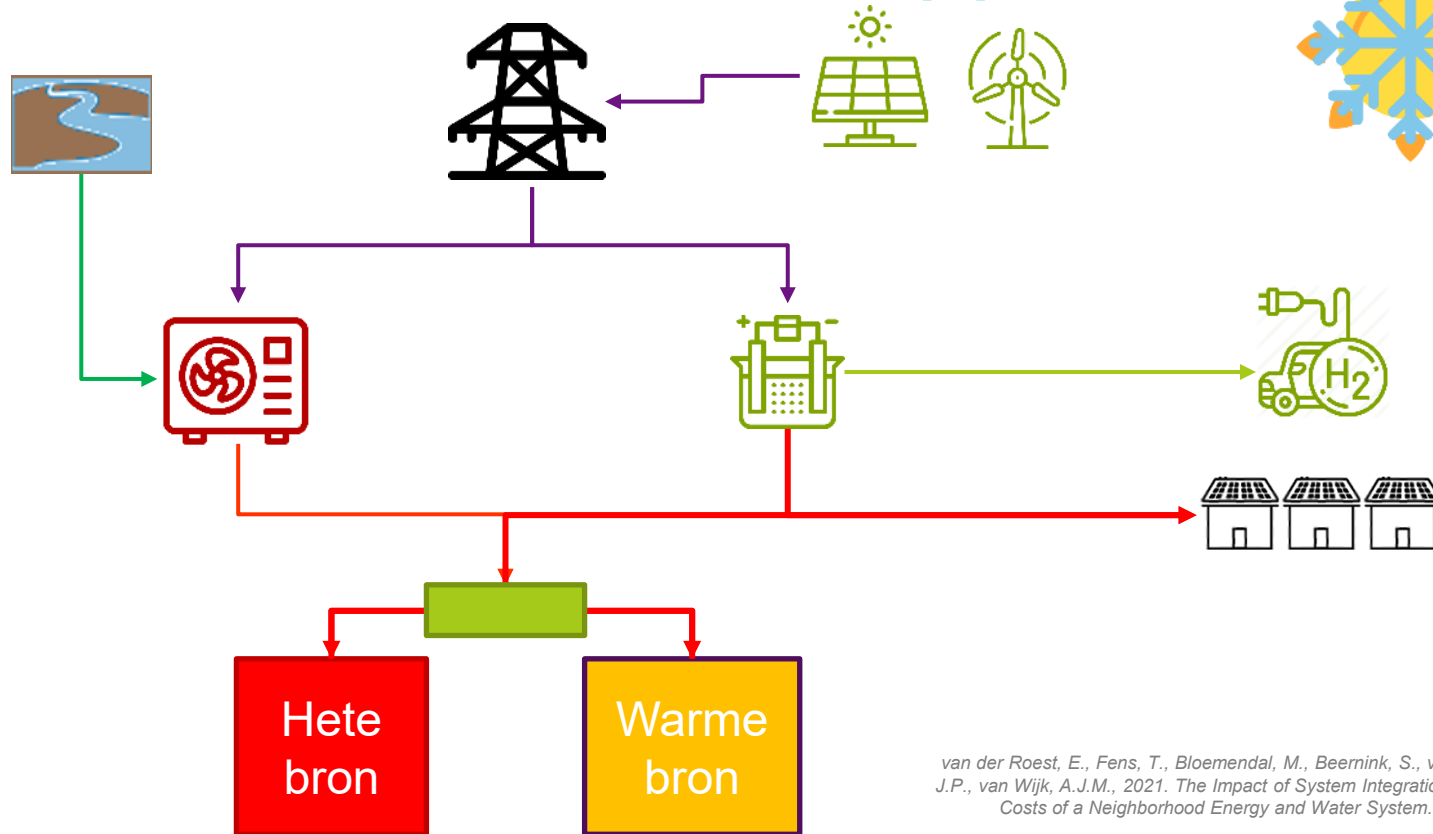 + -
H2
Hete
bron
Warme
bron
van der Roest, E., Fens, T., Bloemendal, M., Beernink, S., v
J.P., van Wijk, A.J.M., 2021. The Impact of System Integratio
Costs of a Neighborhood Energy and Water System.